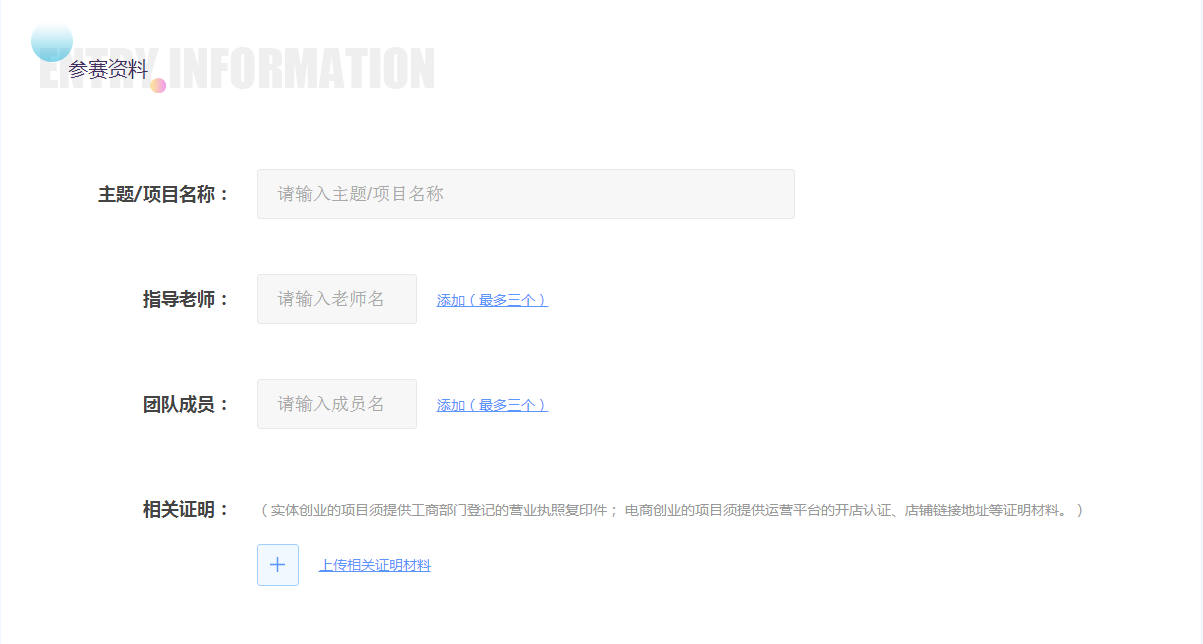 ENTRY INFORMATION
参赛资料
主题/项目名称： 请输入主题/项目名称
指导老师： 请输入老师名 添加（最多三个）
团队成员： 请输入成员名 添加（最多三个）
相关证明： （实体创业的项目须提供工商部门登记的营业执照复印件； 电商创业的项目须提供运营平台的开店认证、店铺链接地址等证明材料。）
+ 上传相关证明材料